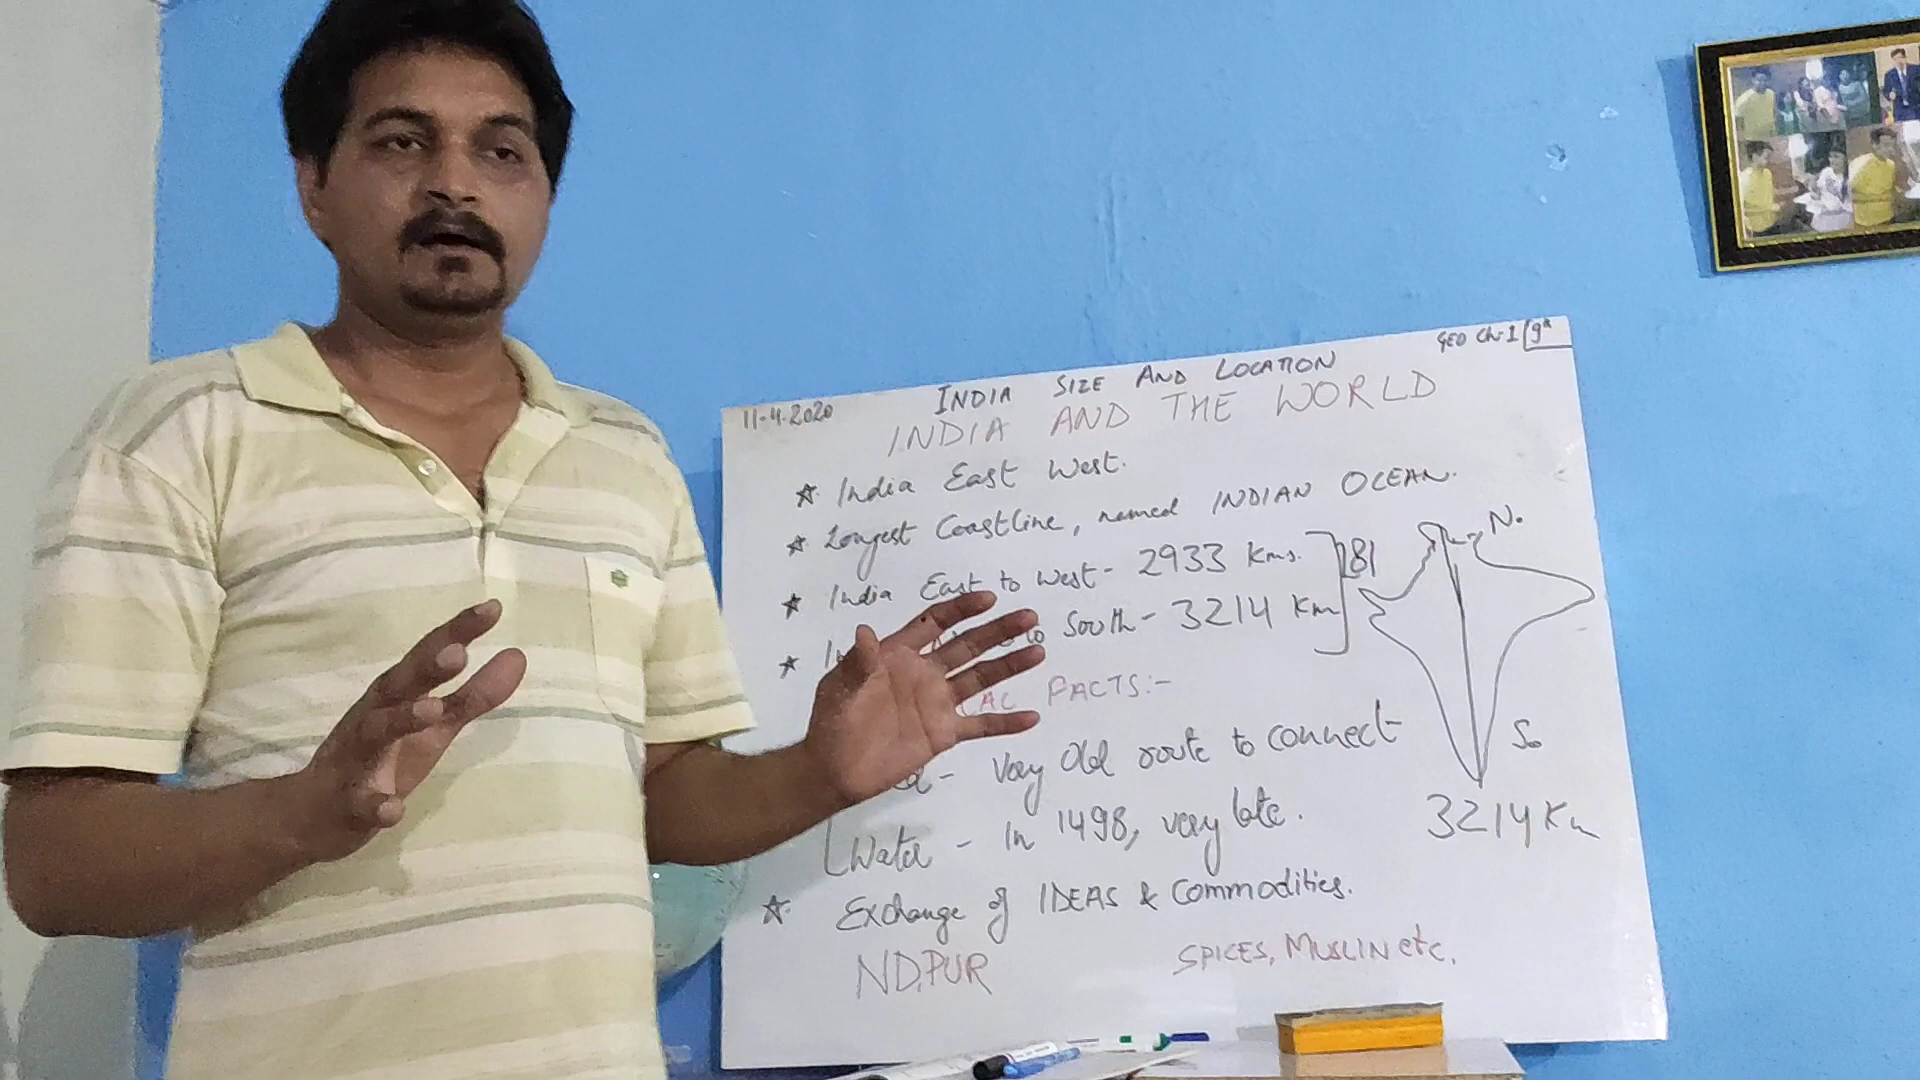 GEO Ch-1 9th
11-4-2020
INDIA SIZE AND LOCATION
INDIA AND THE WORLD
☆ India East West.
☆ Longest Coastline, named INDIAN OCEAN.
☆ India East to West - 2933 Kms.
281
☆ to South - 3214 Km
FACTS:-
Very Old route to connect
Water - In 1498, very late.
☆ Exchange of IDEAS & Commodities.
NDPUR
SPICES, MUSLIN etc.
N.
So
3214 Km